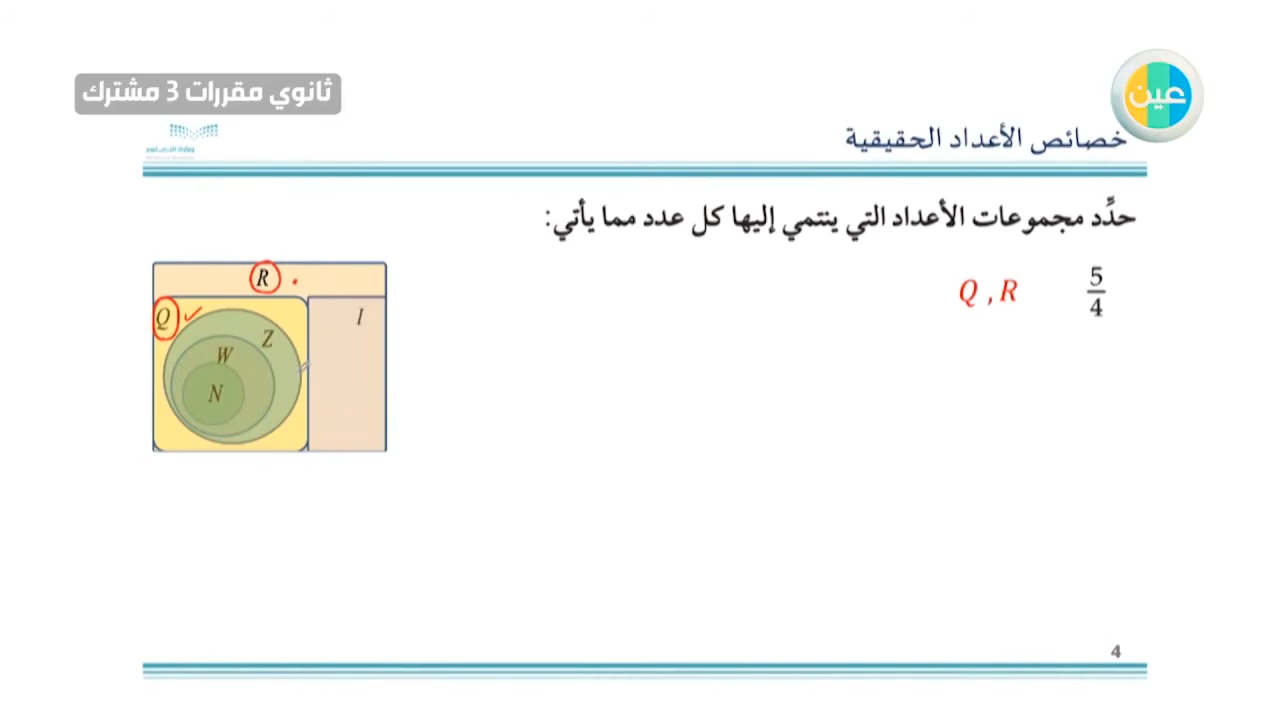 ثانوي مقررات 3 مشترك
عين
خصائص الأعداد الحقيقية
حدِّد مجموعات الأعداد التي ينتمي إليها كل عدد مما يأتي:
5/4
Q , R
R
Q
I
Z
W
N
4